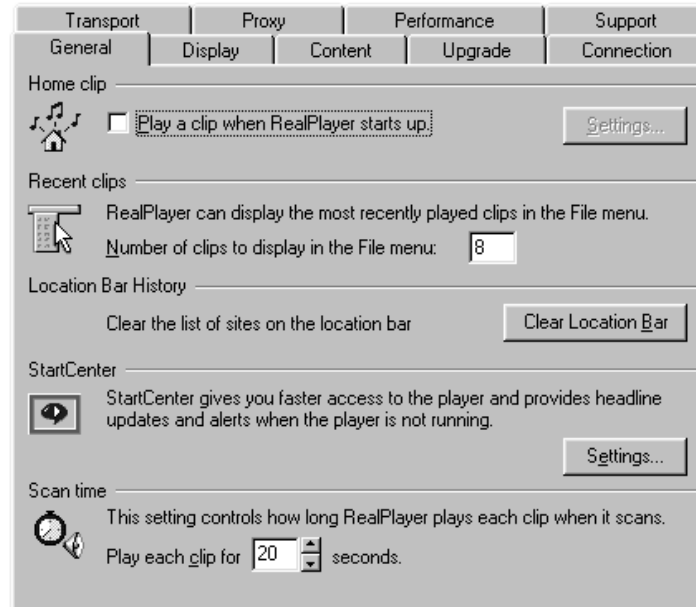 Transport Proxy Performance Support
General Display Content Upgrade Connection
Home clip
Play a clip when RealPlayer starts up.
Settings...
Recent clips
RealPlayer can display the most recently played clips in the File menu.
Number of clips to display in the File menu: 8
Location Bar History
Clear the list of sites on the location bar
Clear Location Bar
StartCenter
StartCenter gives you faster access to the player and provides headline
updates and alerts when the player is not running.
Settings...
Scan time
This setting controls how long RealPlayer plays each clip when it scans.
Play each clip for 20 seconds.